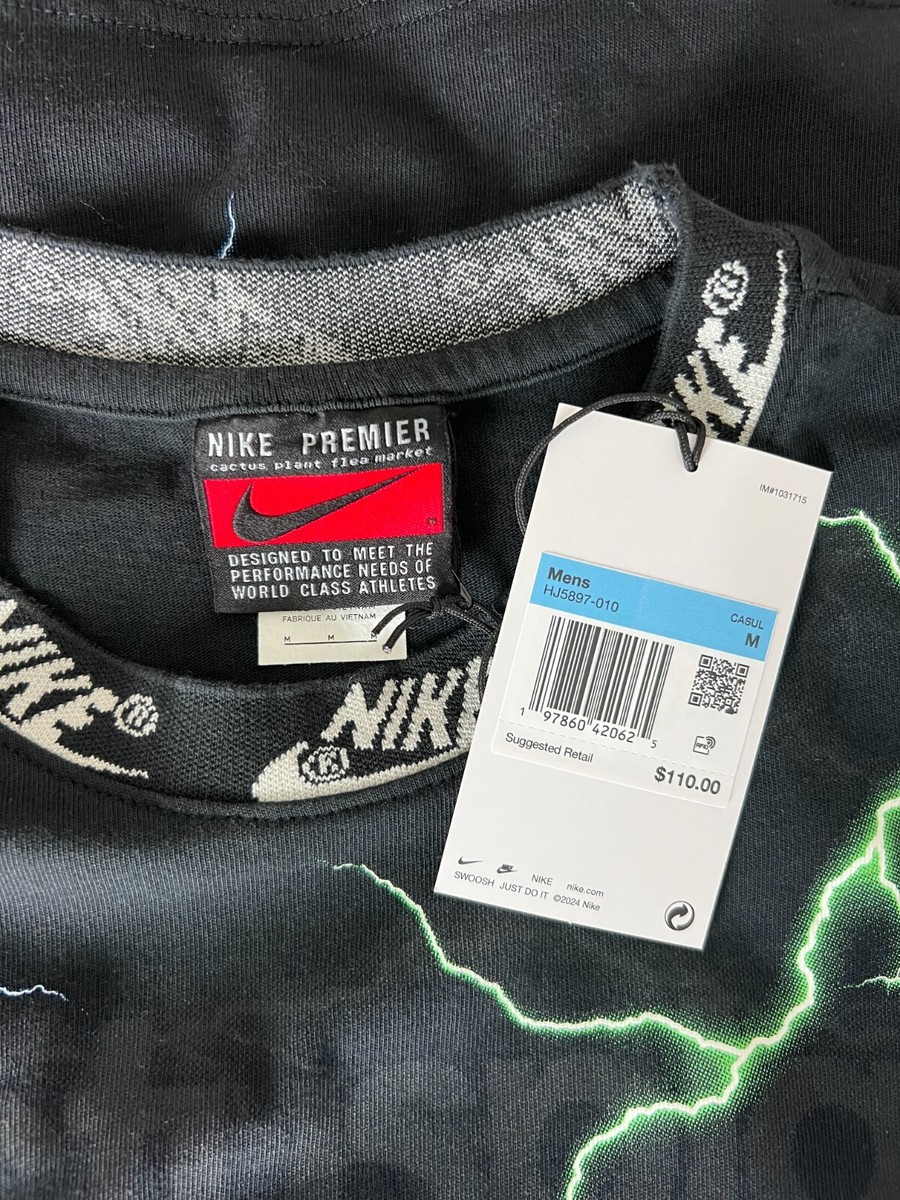 NIKE PREMIER
cactus plant flea market
DESIGNED TO MEET THE
PERFORMANCE NEEDS OF
WORLD CLASS ATHLETES
FABRIQUE AU VIETNAM
M M M
NIKE
NIK
IM#1031715
Mens
HJ5897-010
CASUL
M
1 97860 42062 5
RFID
Suggested Retail
$110.00
NIKE nike.com
SWOOSH JUST DO IT ©2024 Nike